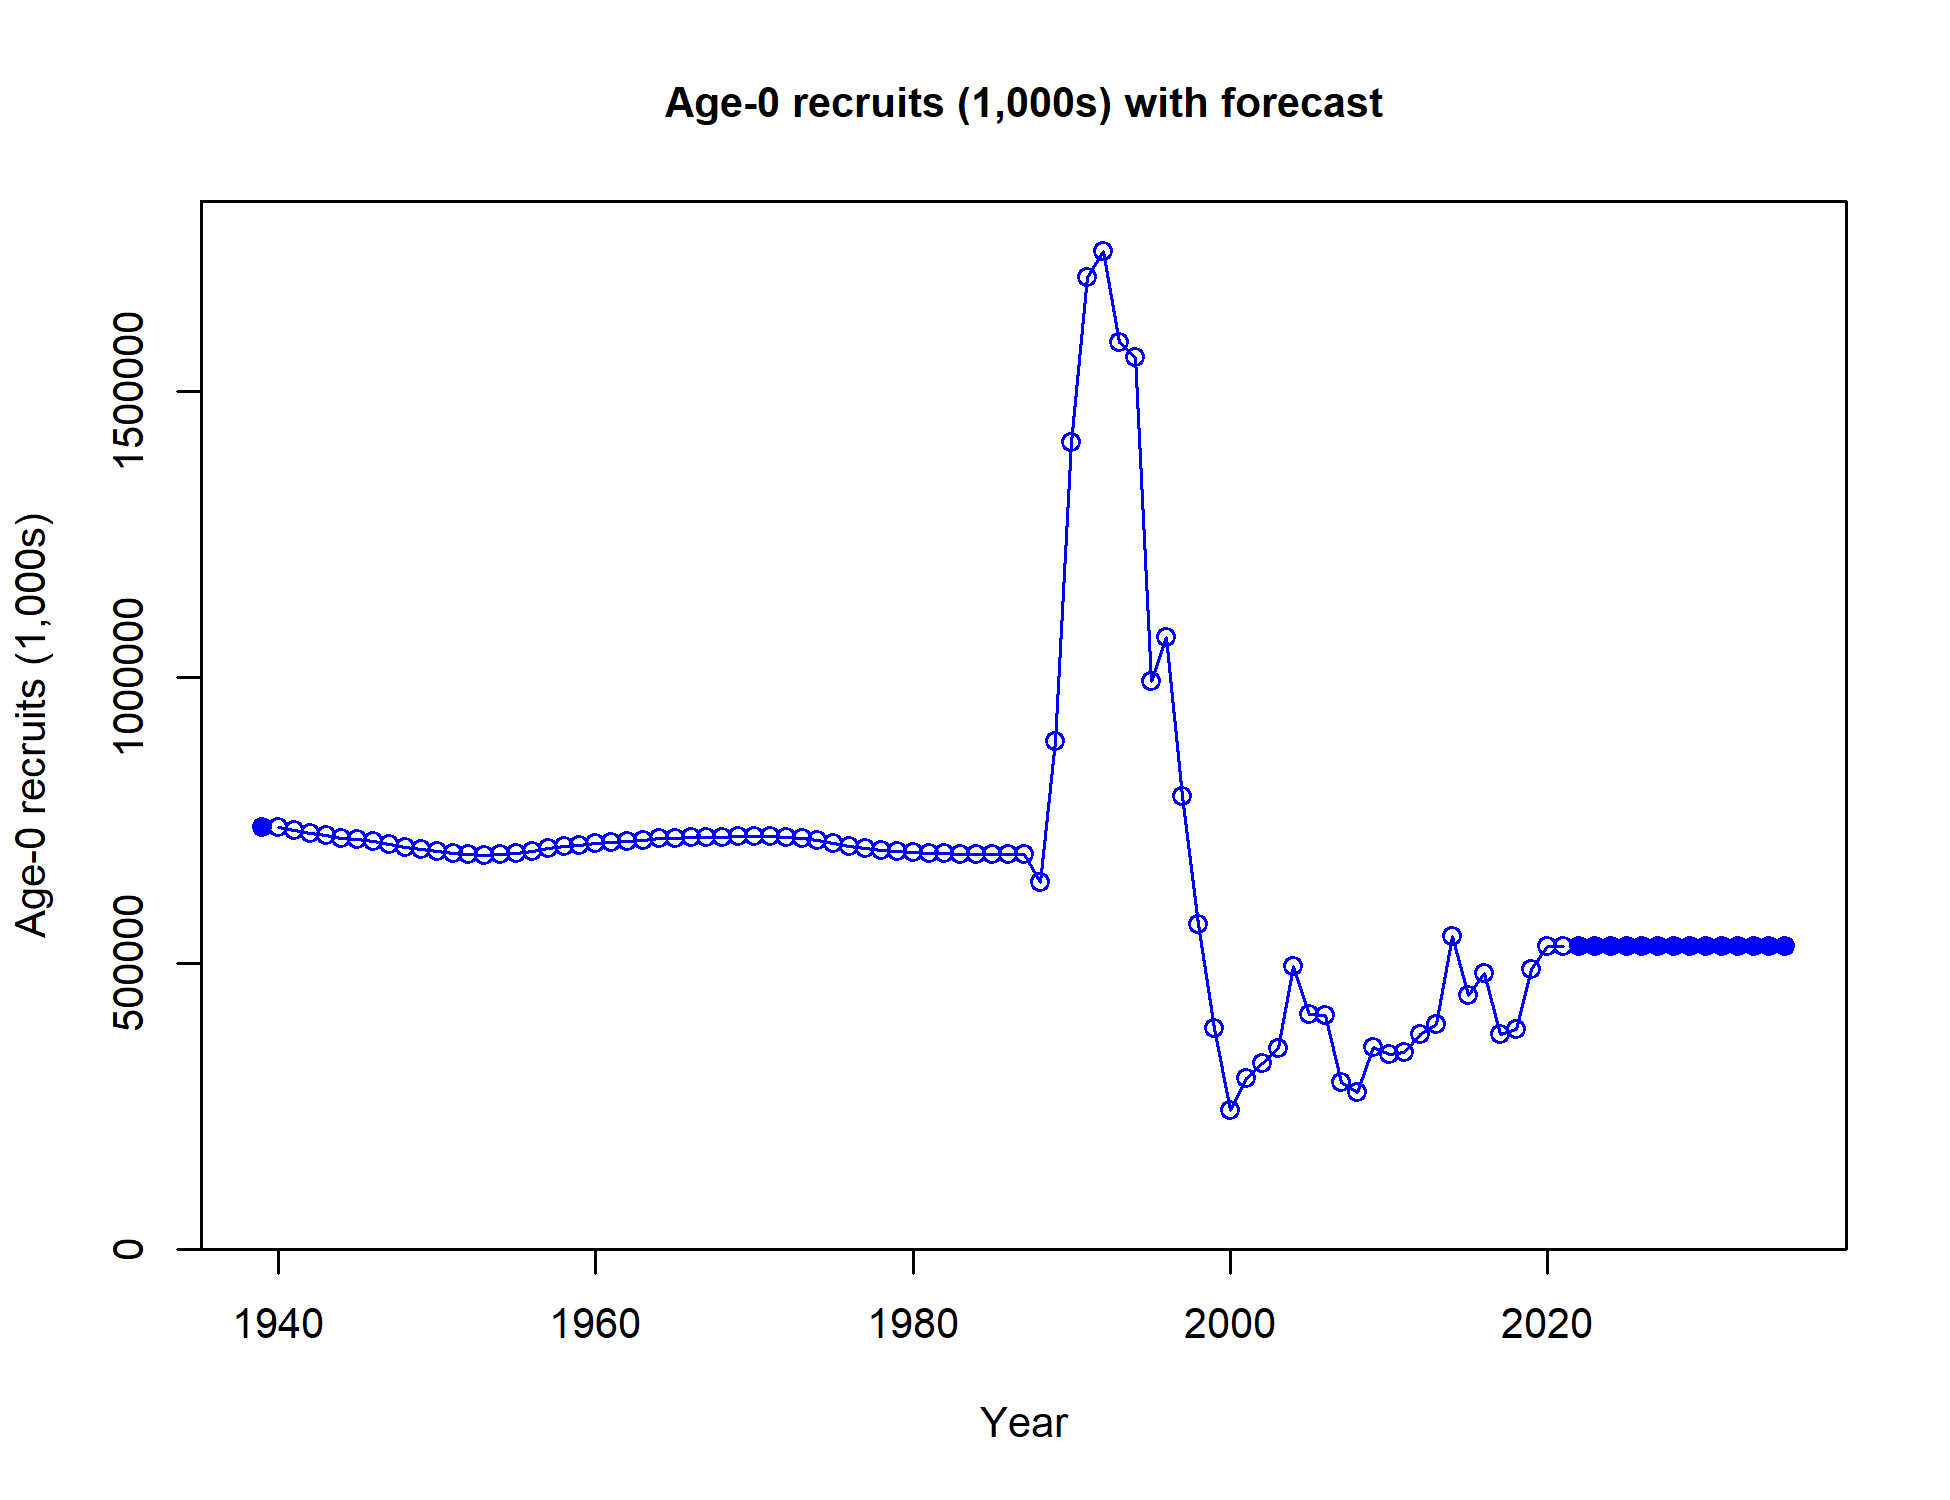 Age-0 recruits (1,000s) with forecast
Age-0 recruits (1,000s)
1500000
1000000
500000
0
1940 1960 1980 2000 2020
Year